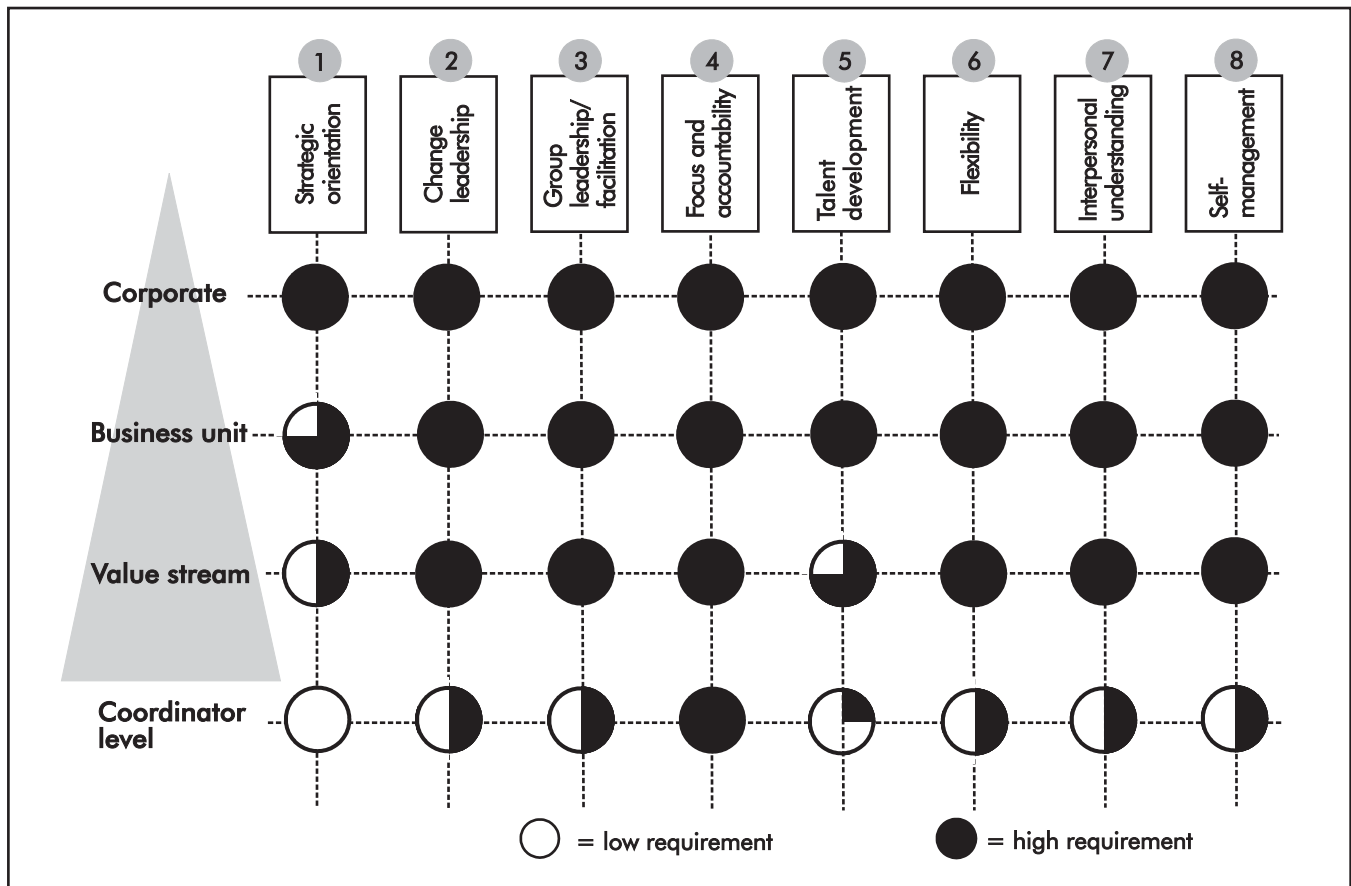 1
2
3
4
5
6
7
8
Strategic
orientation
Change
leadership
Group
leadership/
facilitation
Focus and
accountability
Talent
development
Flexibility
Interpersonal
understanding
Self-
management
Corporate
Business unit
Value stream
Coordinator
level
= low requirement
= high requirement